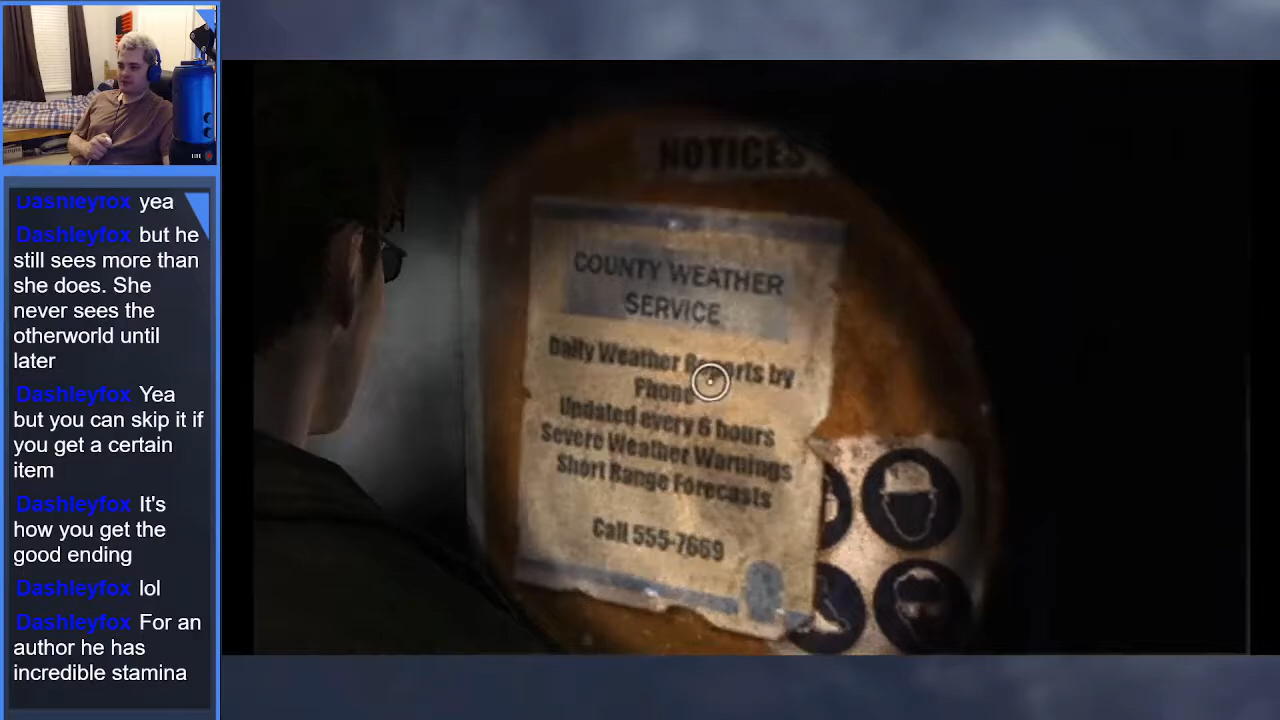 Dashleyfox yea
Dashleyfox but he
still sees more than
she does. She
never sees the
otherworld until
later
Dashleyfox Yea
but you can skip it if
you get a certain
item
Dashleyfox It's
how you get the
good ending
Dashleyfox lol
Dashleyfox For an
author he has
incredible stamina
NOTICES
COUNTY WEATHER
SERVICE
Daily Weather Reports by
Phone
Updated every 6 hours
Severe Weather Warnings
Short Range Forecasts
Call 555-7669